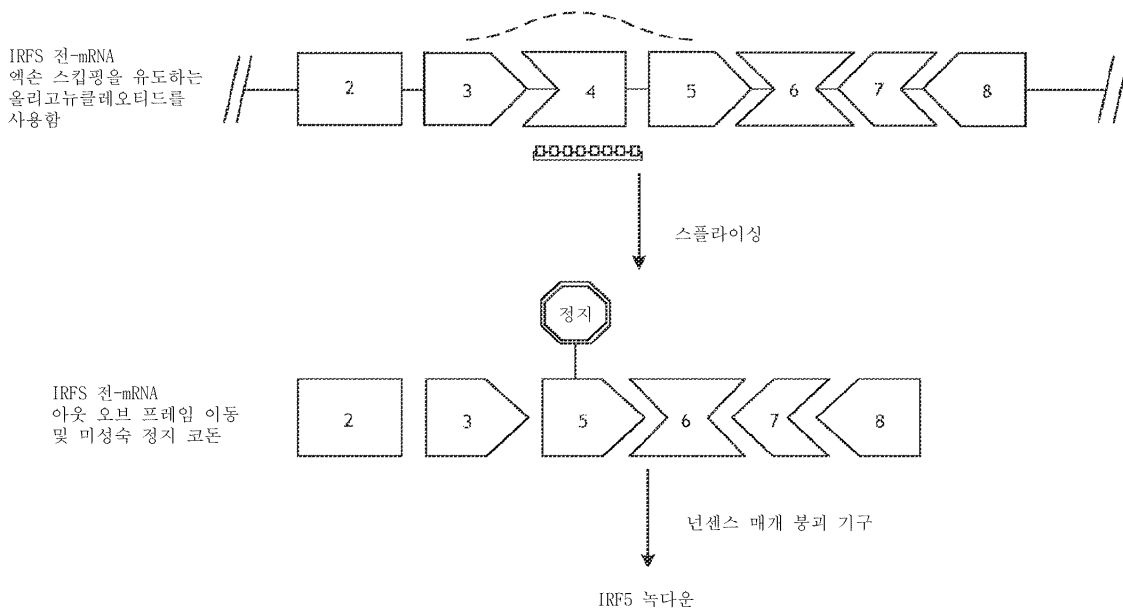 IRFS 전-mRNA
엑손 스킵핑을 유도하는
올리고뉴클레오티드를
사용함
2 3 4 5 6 7 8
스플라이싱
정지
IRFS 전-mRNA
아웃 오브 프레임 이동
및 미성숙 정지 코돈
2 3 5 6 7 8
넌센스 매개 붕괴 기구
IRF5 녹다운